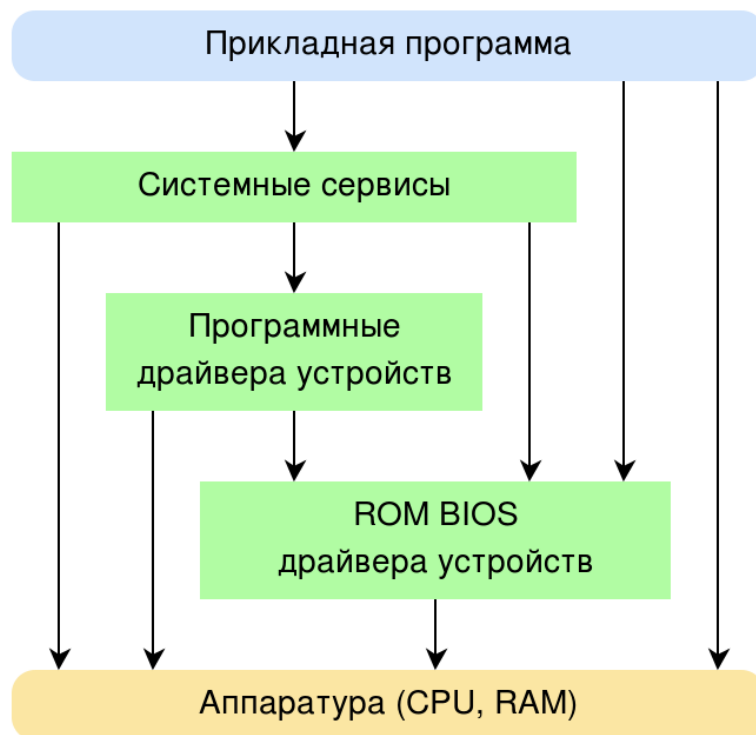 Прикладная программа
Системные сервисы
Программные
драйвера устройств
ROM BIOS
драйвера устройств
Аппаратура (CPU, RAM)